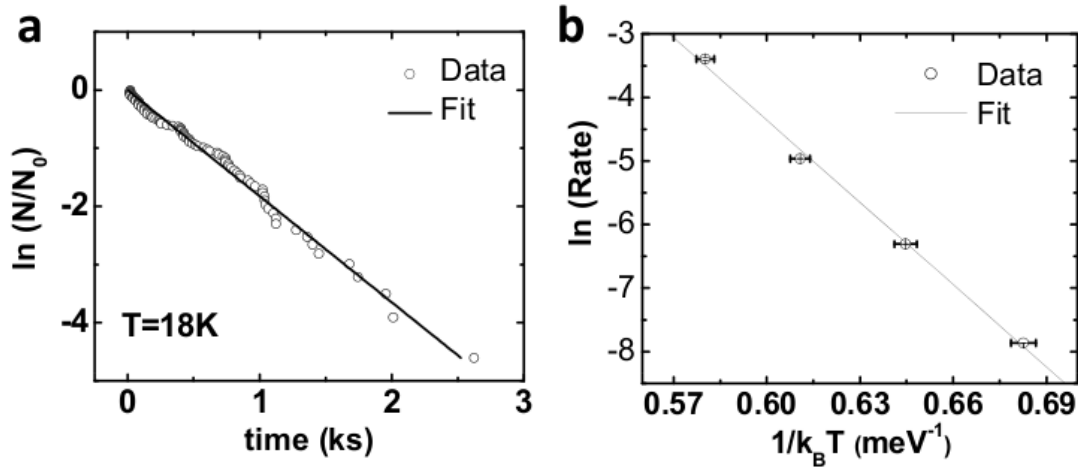 a
ln (N/N0)
0
-2
-4
Data
Fit
T=18K
0 1 2 3
time (ks)
b
ln (Rate)
-3
-4
-5
-6
-7
-8
Data
Fit
0.57 0.60 0.63 0.66 0.69
1/kBT (meV-1)